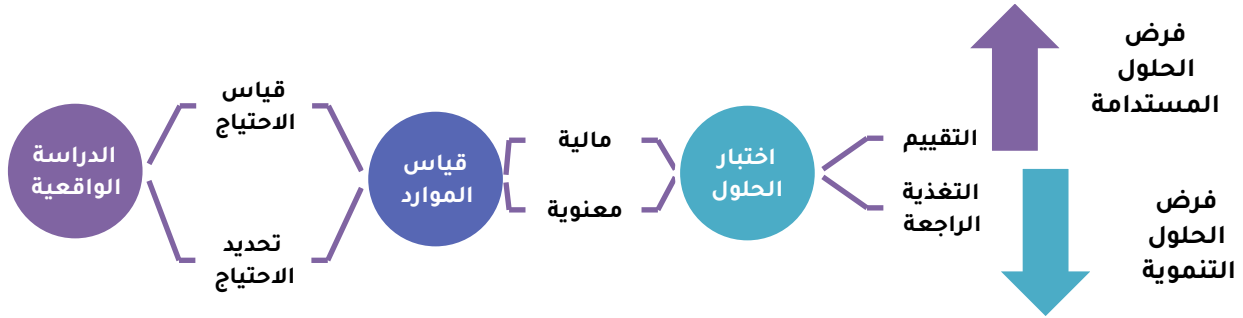 الدراسة
الواقعية
قياس
الاحتياج
تحديد
الاحتياج
قياس
الموارد
مالية
معنوية
اختبار
الحلول
التقييم
التغذية
الراجعة
فرض
الحلول
المستدامة
فرض
الحلول
التنموية